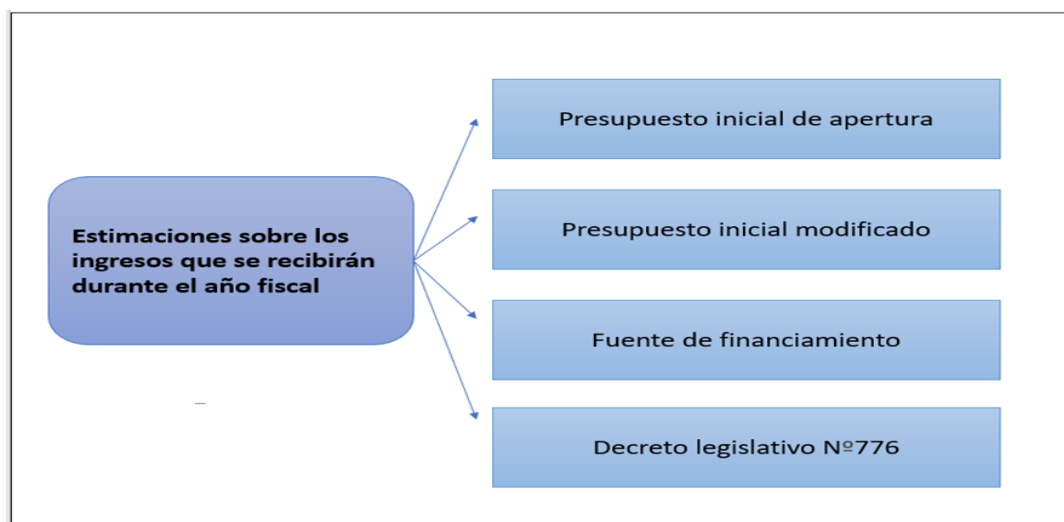 Presupuesto inicial de apertura
Estimaciones sobre los
ingresos que se recibirán
durante el año fiscal
Presupuesto inicial modificado
Fuente de financiamiento
Decreto legislativo Nº776